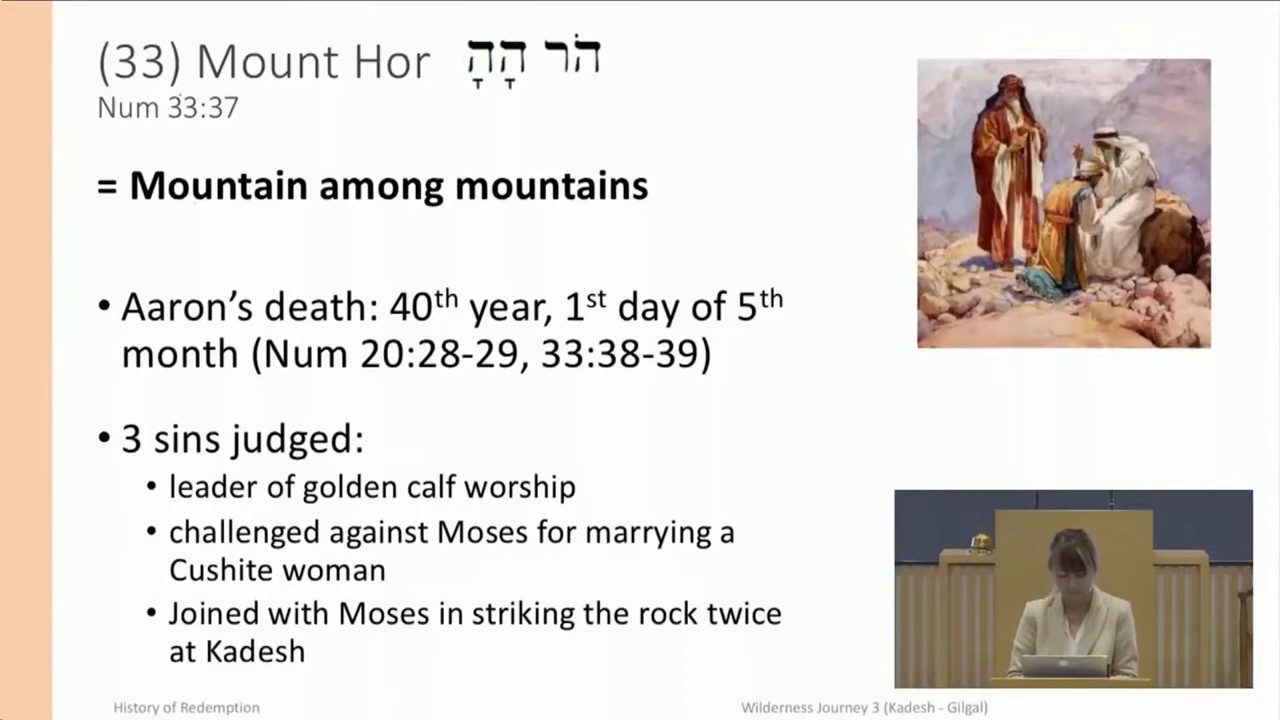 (33) Mount Hor הֹר הָהָ
Num 33:37
= Mountain among mountains
• Aaron’s death: 40th year, 1st day of 5th
month (Num 20:28-29, 33:38-39)
• 3 sins judged:
• leader of golden calf worship
• challenged against Moses for marrying a
Cushite woman
• Joined with Moses in striking the rock twice
at Kadesh
History of Redemption
Wilderness Journey 3 (Kadesh - Gilgal)